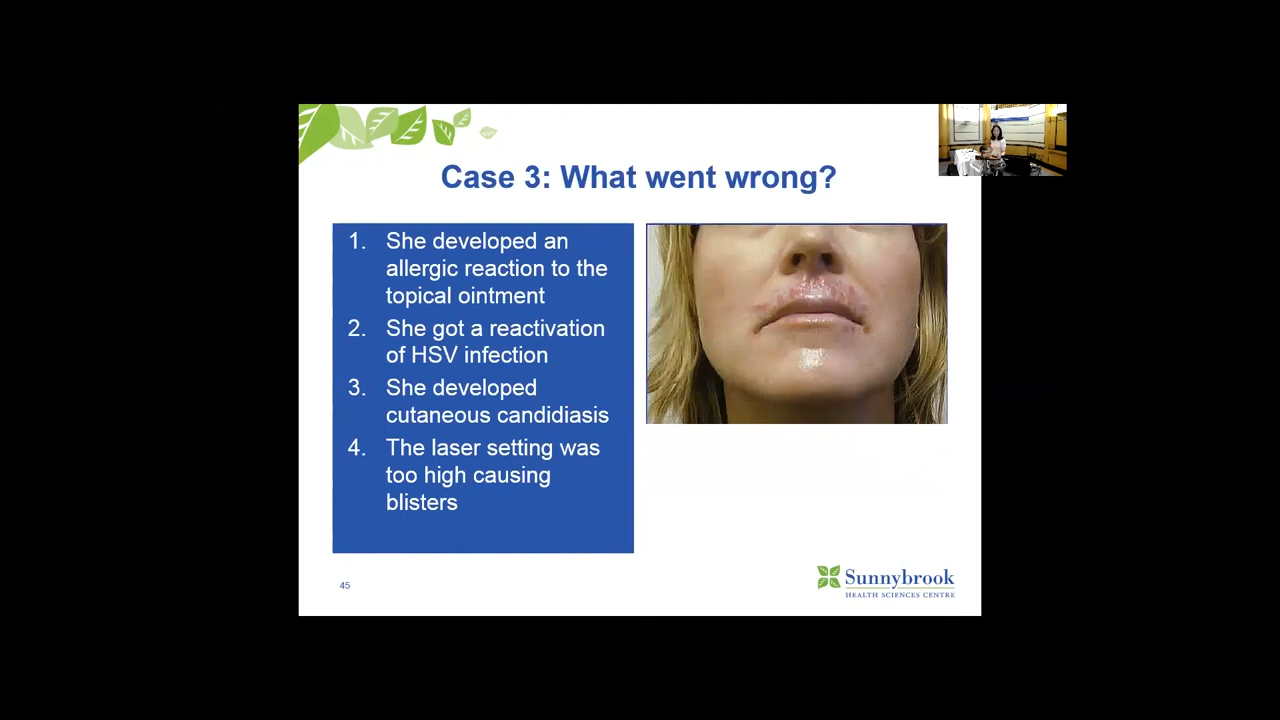 Case 3: What went wrong?
1. She developed an
allergic reaction to the
topical ointment
2. She got a reactivation
of HSV infection
3. She developed
cutaneous candidiasis
4. The laser setting was
too high causing
blisters
45
Sunnybrook
HEALTH SCIENCES CENTRE